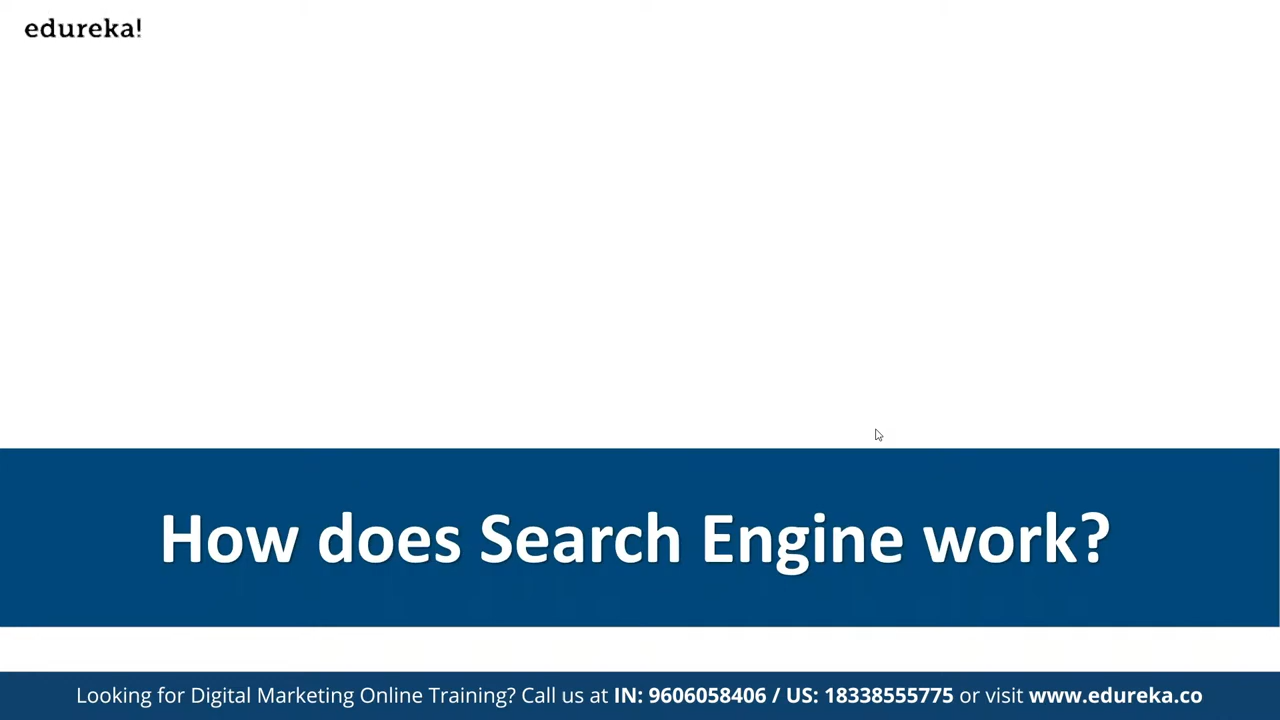 edureka!
How does Search Engine work?
Looking for Digital Marketing Online Training? Call us at IN: 9606058406 / US: 18338555775 or visit www.edureka.co